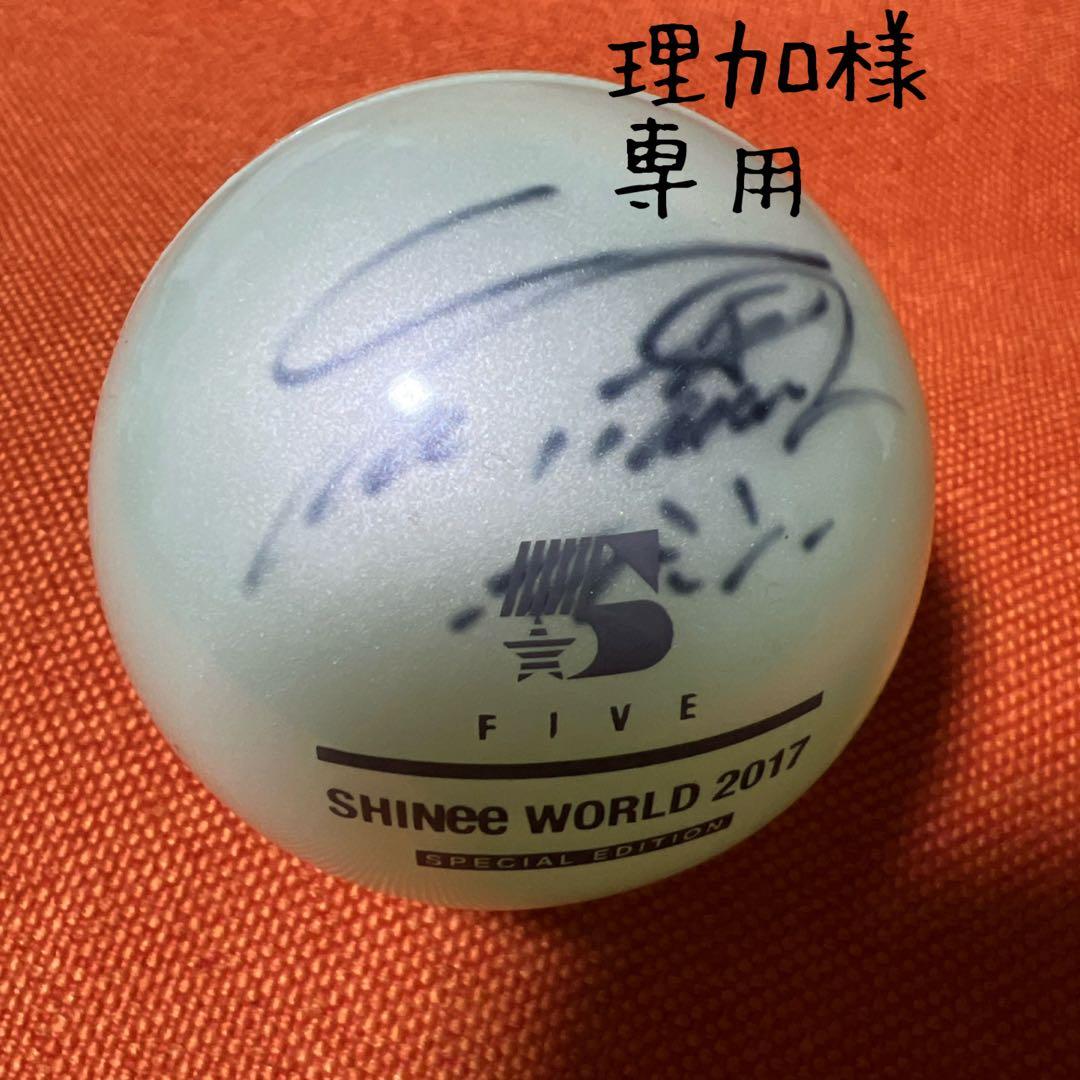 理加様
専用
FIVE
SHINee WORLD 2017
SPECIAL EDITION